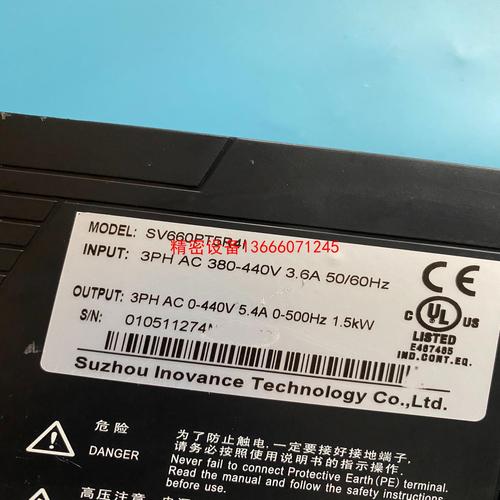 MODEL: SV660PT5R4I
精密设备13666071245
INPUT: 3PH AC 380-440V 3.6A 50/60Hz
OUTPUT: 3PH AC 0-440V 5.4A 0-500Hz 1.5kW
S/N: 010511274
CE
C UL US
LISTED
E467485
IND.CONT.EQ.
Suzhou Inovance Technology Co.,Ltd.
危险
DANGER
为了防止触电,一定要接好接地端子,
请务必按照使用说明书的指示。
Never fail to connect Protective Earth(PE) terminal.
Read the manual and follow the safety instructions
before use.
高压注意